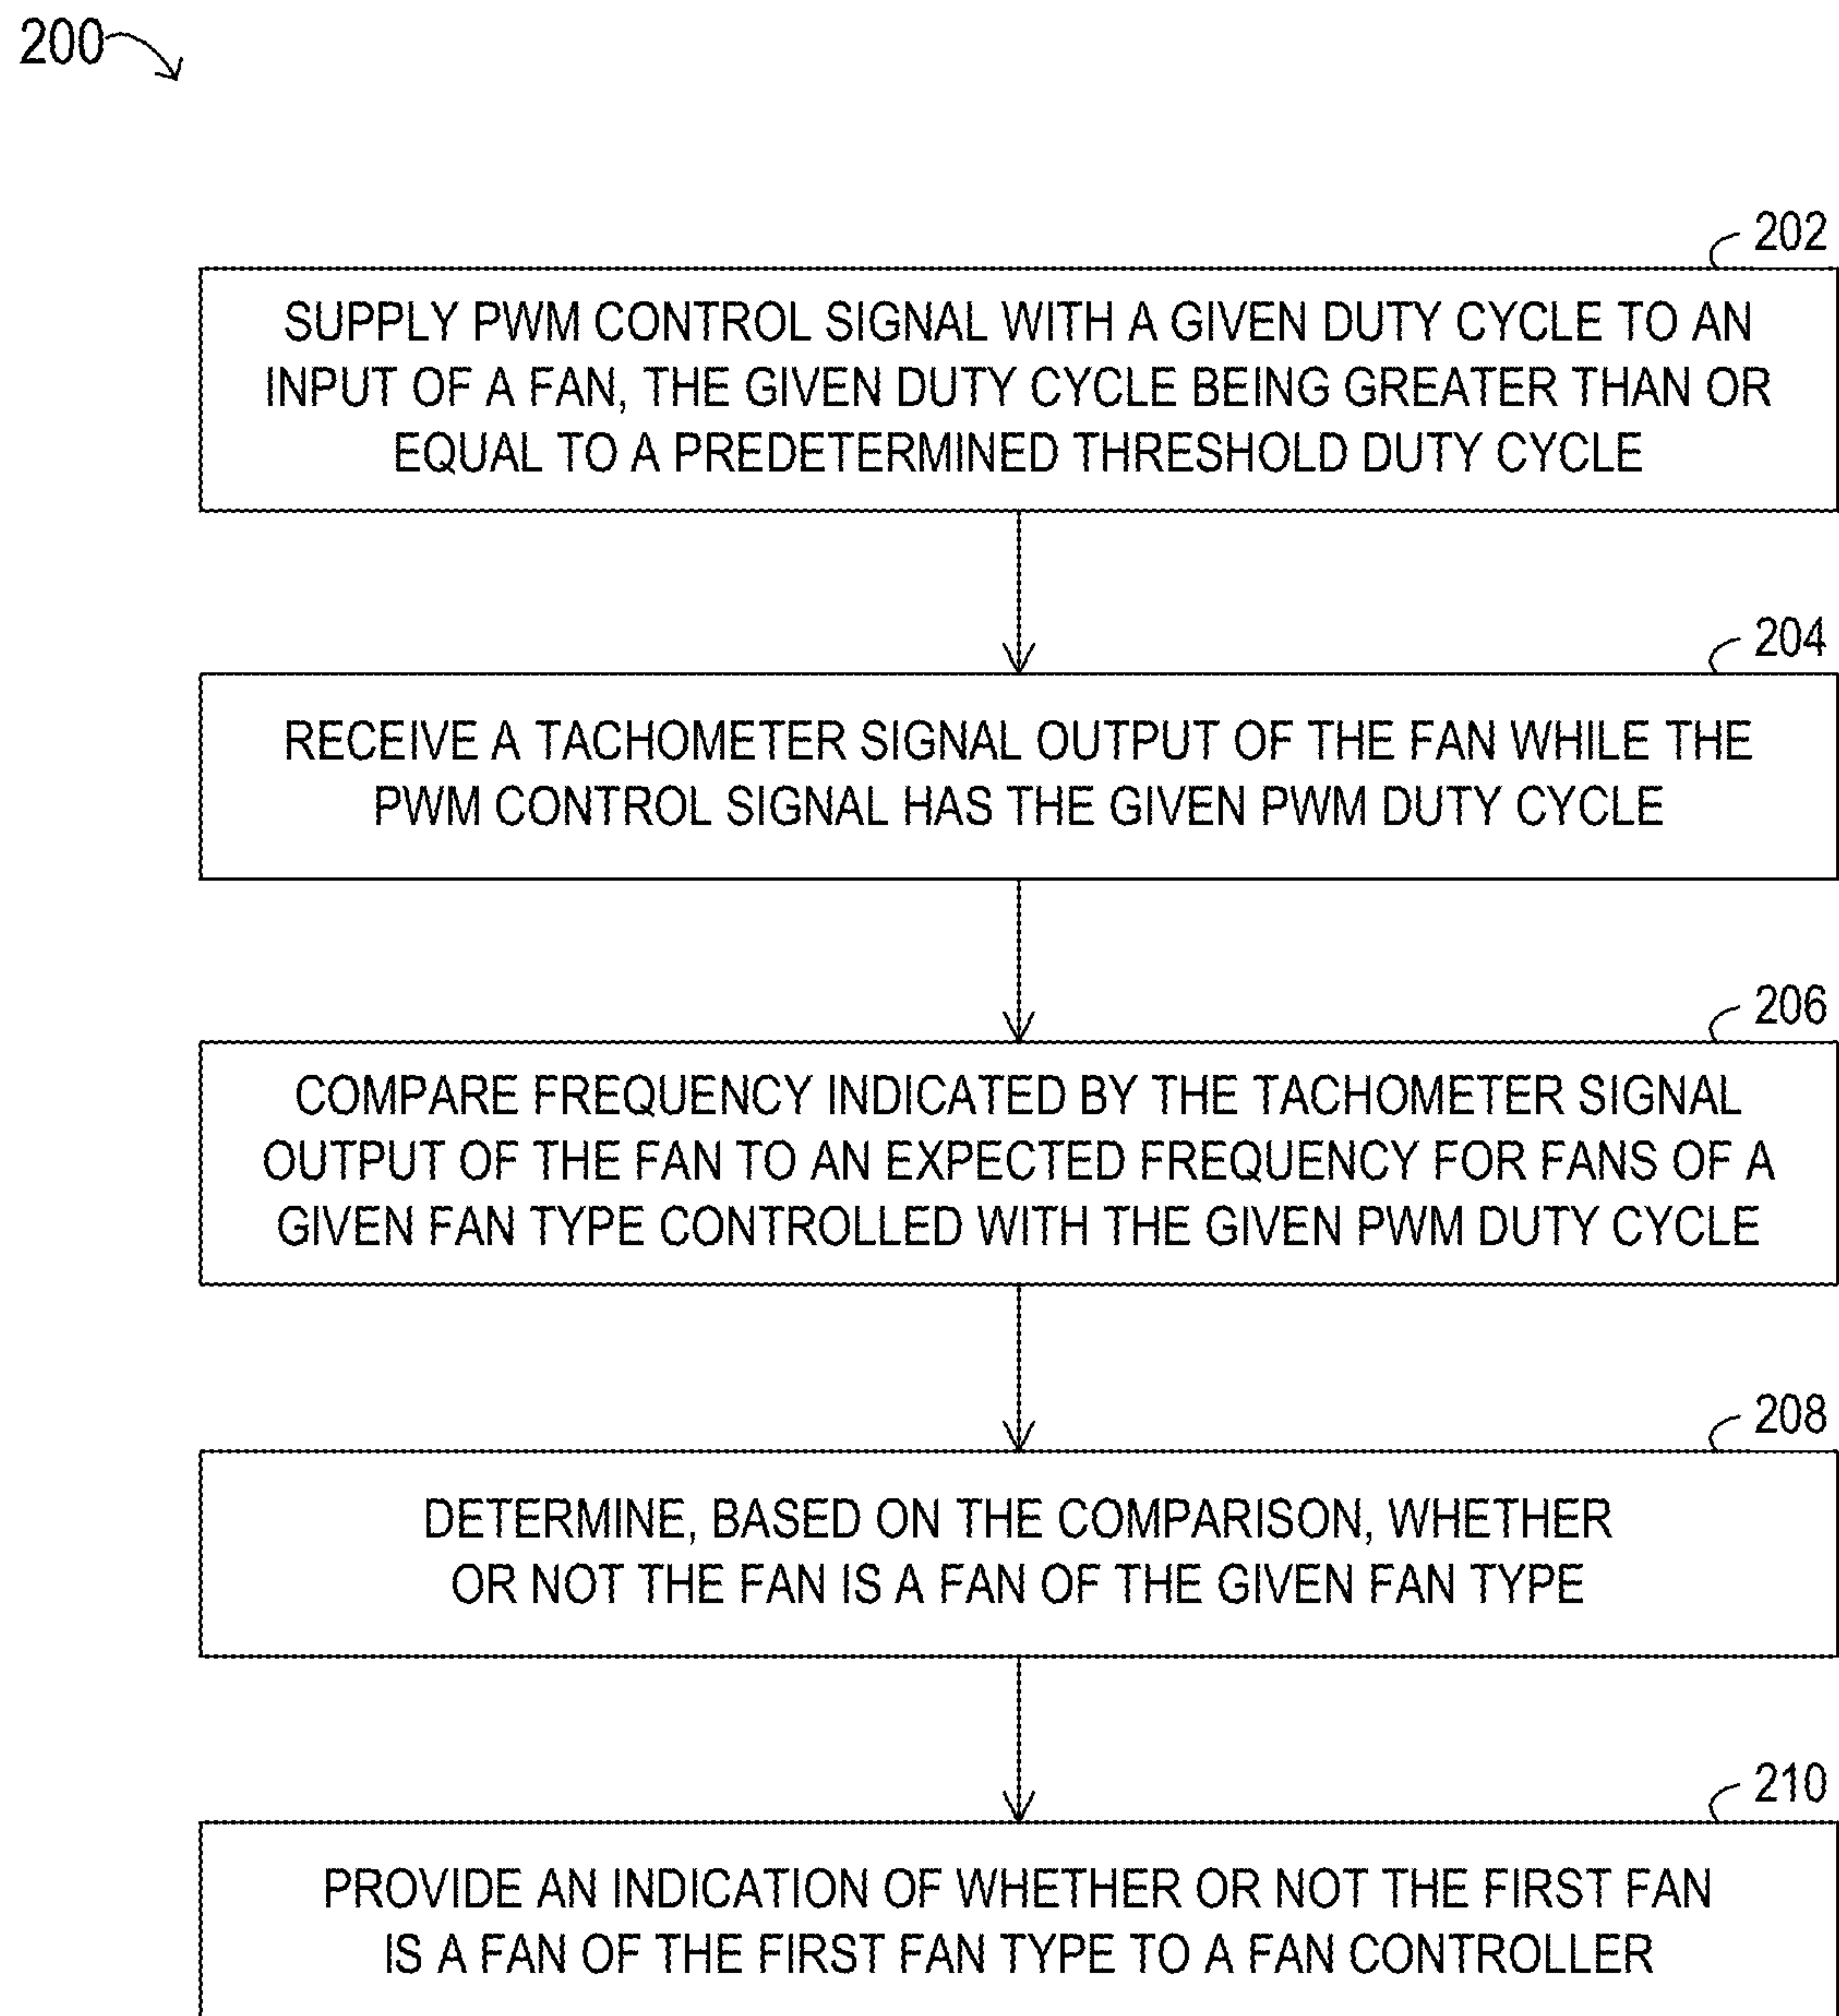 200
202
SUPPLY PWM CONTROL SIGNAL WITH A GIVEN DUTY CYCLE TO AN
INPUT OF A FAN, THE GIVEN DUTY CYCLE BEING GREATER THAN OR
EQUAL TO A PREDETERMINED THRESHOLD DUTY CYCLE
204
RECEIVE A TACHOMETER SIGNAL OUTPUT OF THE FAN WHILE THE
PWM CONTROL SIGNAL HAS THE GIVEN PWM DUTY CYCLE
206
COMPARE FREQUENCY INDICATED BY THE TACHOMETER SIGNAL
OUTPUT OF THE FAN TO AN EXPECTED FREQUENCY FOR FANS OF A
GIVEN FAN TYPE CONTROLLED WITH THE GIVEN PWM DUTY CYCLE
208
DETERMINE, BASED ON THE COMPARISON, WHETHER
OR NOT THE FAN IS A FAN OF THE GIVEN FAN TYPE
210
PROVIDE AN INDICATION OF WHETHER OR NOT THE FIRST FAN
IS A FAN OF THE FIRST FAN TYPE TO A FAN CONTROLLER